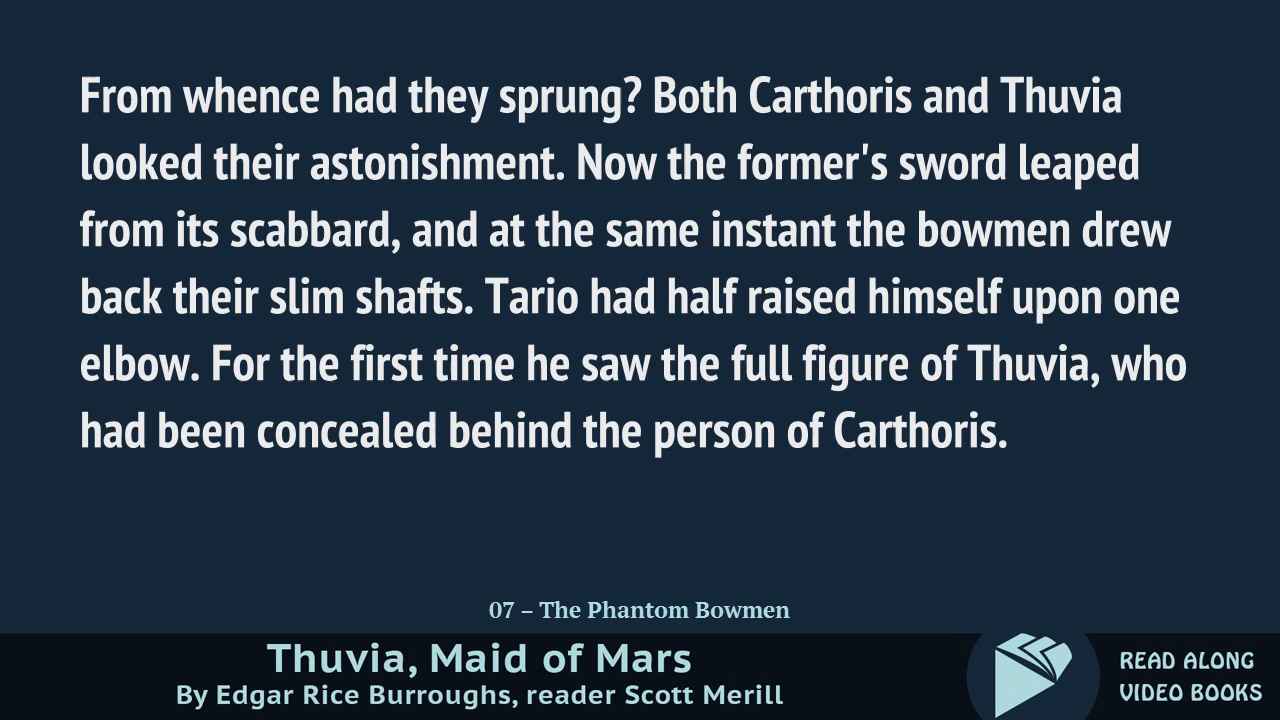 From whence had they sprung? Both Carthoris and Thuvia
looked their astonishment. Now the former's sword leaped
from its scabbard, and at the same instant the bowmen drew
back their slim shafts. Tario had half raised himself upon one
elbow. For the first time he saw the full figure of Thuvia, who
had been concealed behind the person of Carthoris.
07 – The Phantom Bowmen
Thuvia, Maid of Mars
By Edgar Rice Burroughs, reader Scott Merill
READ ALONG
VIDEO BOOKS